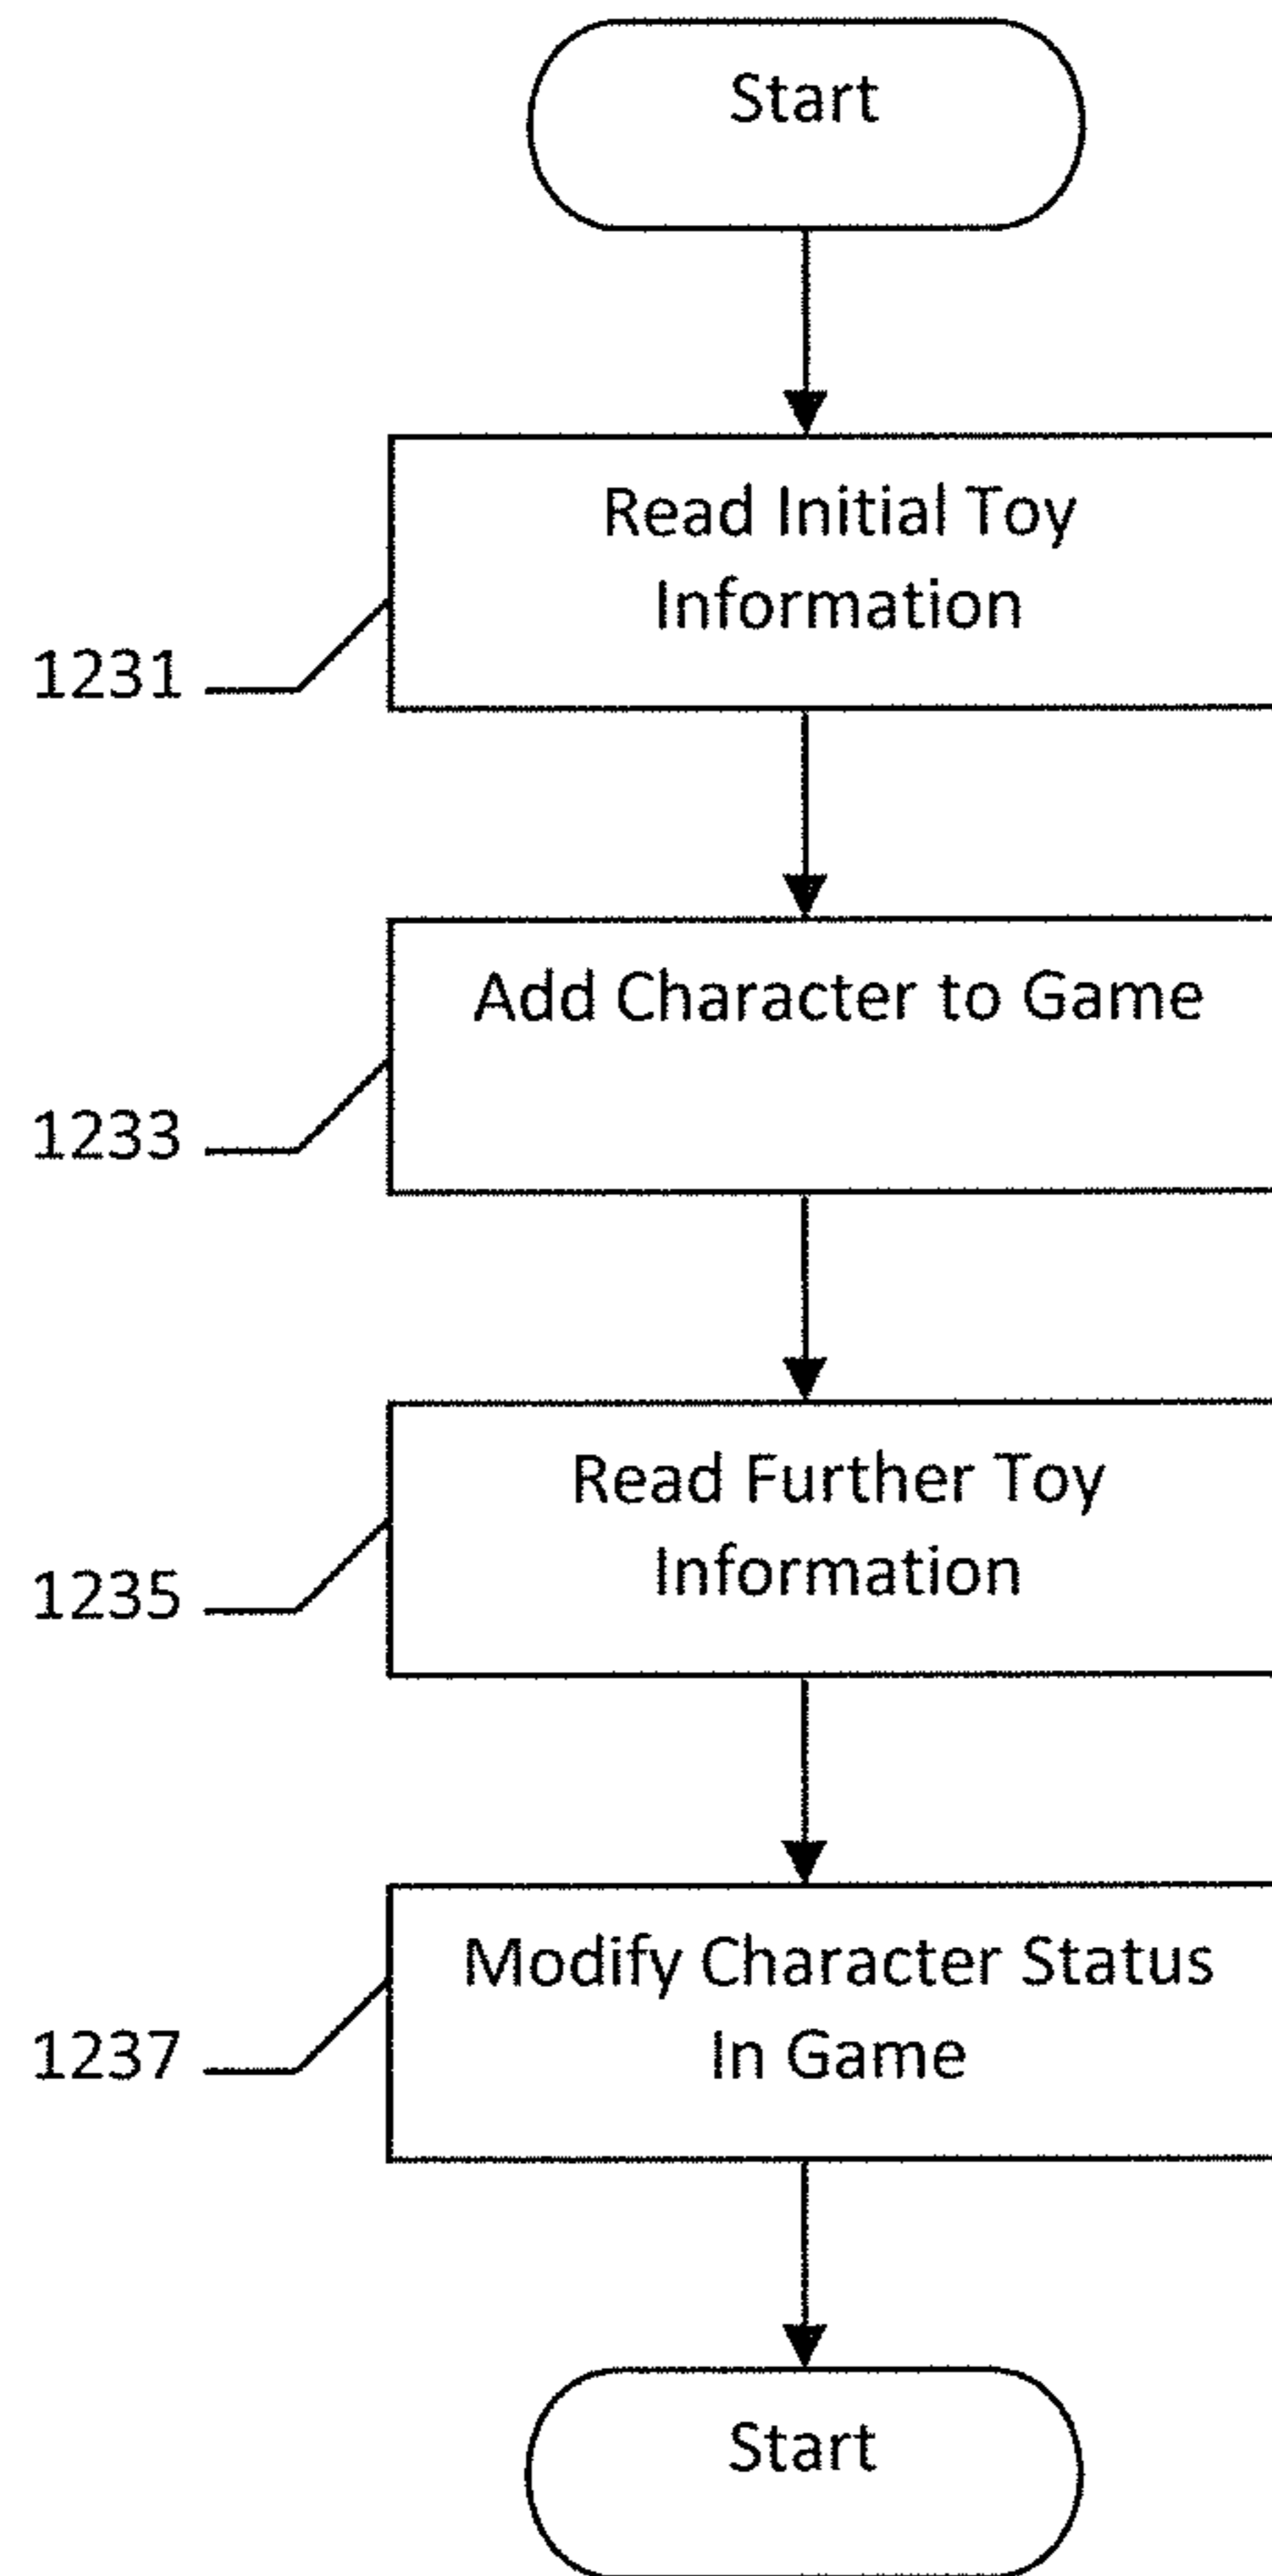 Start
Read Initial Toy
Information
1231
Add Character to Game
1233
Read Further Toy
Information
1235
Modify Character Status
In Game
1237
Start